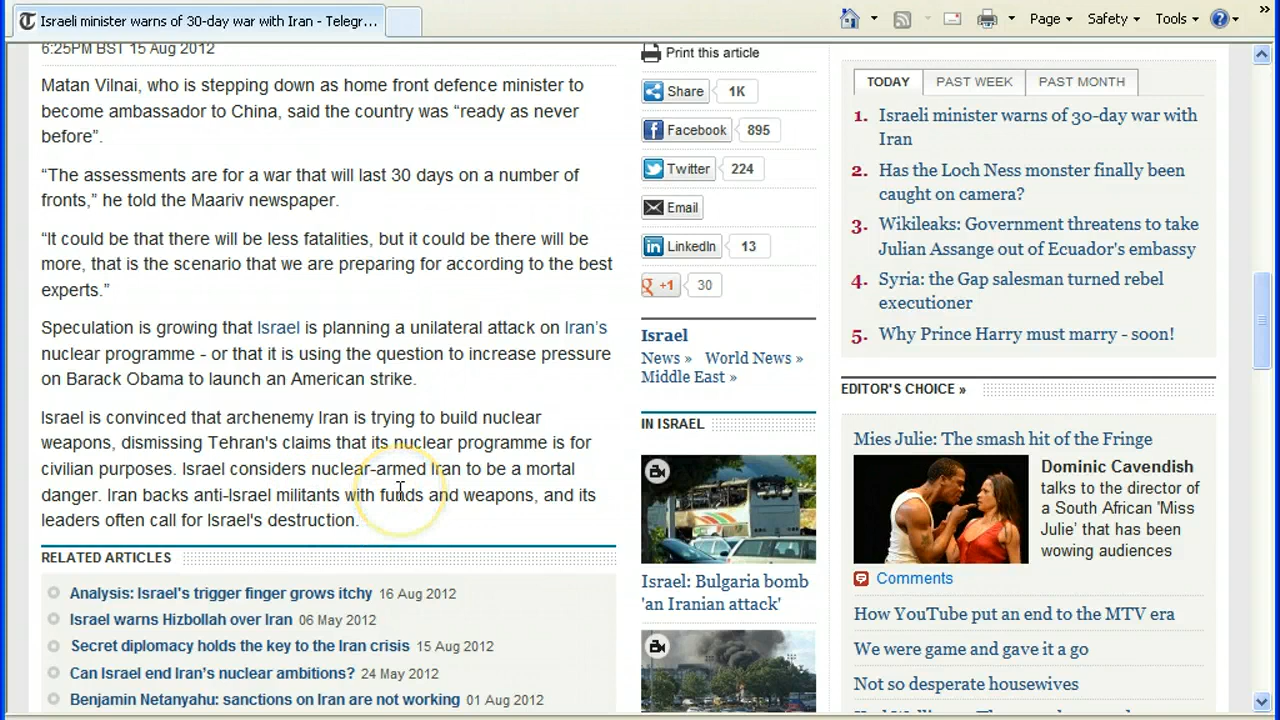 Israeli minister warns of 30-day war with Iran - Telegr...
Page
Safety
Tools
6:25PM BST 15 Aug 2012
Matan Vilnai, who is stepping down as home front defence minister to
become ambassador to China, said the country was “ready as never
before”.
“The assessments are for a war that will last 30 days on a number of
fronts,” he told the Maariv newspaper.
“It could be that there will be less fatalities, but it could be there will be
more, that is the scenario that we are preparing for according to the best
experts.”
Speculation is growing that Israel is planning a unilateral attack on Iran’s
nuclear programme - or that it is using the question to increase pressure
on Barack Obama to launch an American strike.
Israel is convinced that archenemy Iran is trying to build nuclear
weapons, dismissing Tehran's claims that its nuclear programme is for
civilian purposes. Israel considers nuclear-armed Iran to be a mortal
danger. Iran backs anti-Israel militants with funds and weapons, and its
leaders often call for Israel's destruction.
RELATED ARTICLES
Analysis: Israel's trigger finger grows itchy 16 Aug 2012
Israel warns Hizbollah over Iran 06 May 2012
Secret diplomacy holds the key to the Iran crisis 15 Aug 2012
Can Israel end Iran's nuclear ambitions? 24 May 2012
Benjamin Netanyahu: sanctions on Iran are not working 01 Aug 2012
Print this article
Share 1K
Facebook 895
Twitter 224
Email
LinkedIn 13
+1 30
Israel
News » World News »
Middle East »
IN ISRAEL
Israel: Bulgaria bomb
'an Iranian attack'
TODAY PAST WEEK PAST MONTH
1. Israeli minister warns of 30-day war with
Iran
2. Has the Loch Ness monster finally been
caught on camera?
3. Wikileaks: Government threatens to take
Julian Assange out of Ecuador's embassy
4. Syria: the Gap salesman turned rebel
executioner
5. Why Prince Harry must marry - soon!
EDITOR'S CHOICE »
Mies Julie: The smash hit of the Fringe
Dominic Cavendish
talks to the director of
a South African 'Miss
Julie’ that has been
wowing audiences
Comments
How YouTube put an end to the MTV era
We were game and gave it a go
Not so desperate housewives